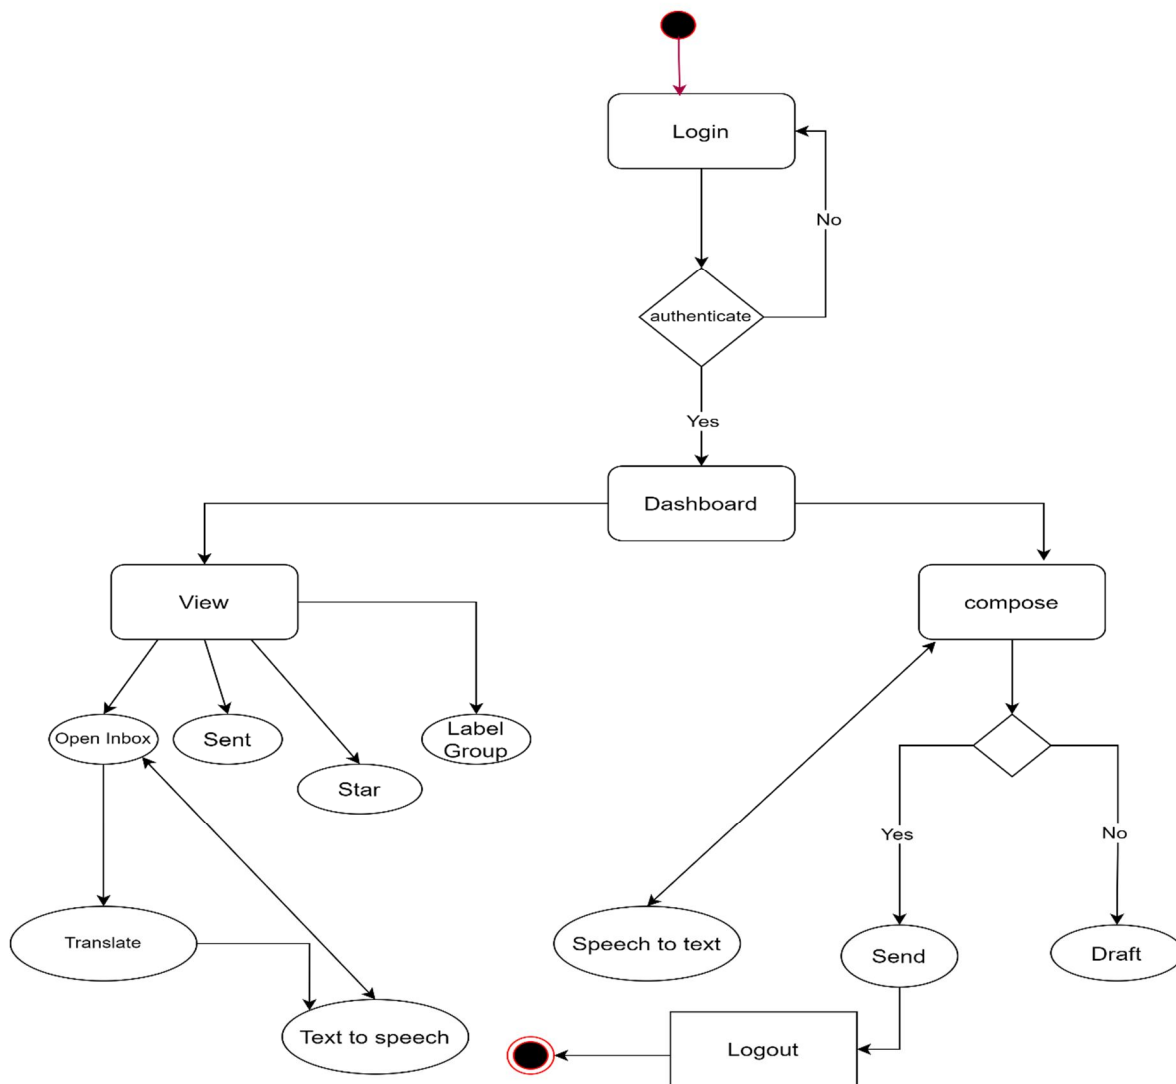 Login
No
authenticate
Yes
Dashboard
View
compose
Open Inbox
Sent
Label
Group
Star
Yes
No
Translate
Speech to text
Send
Draft
Text to speech
Logout